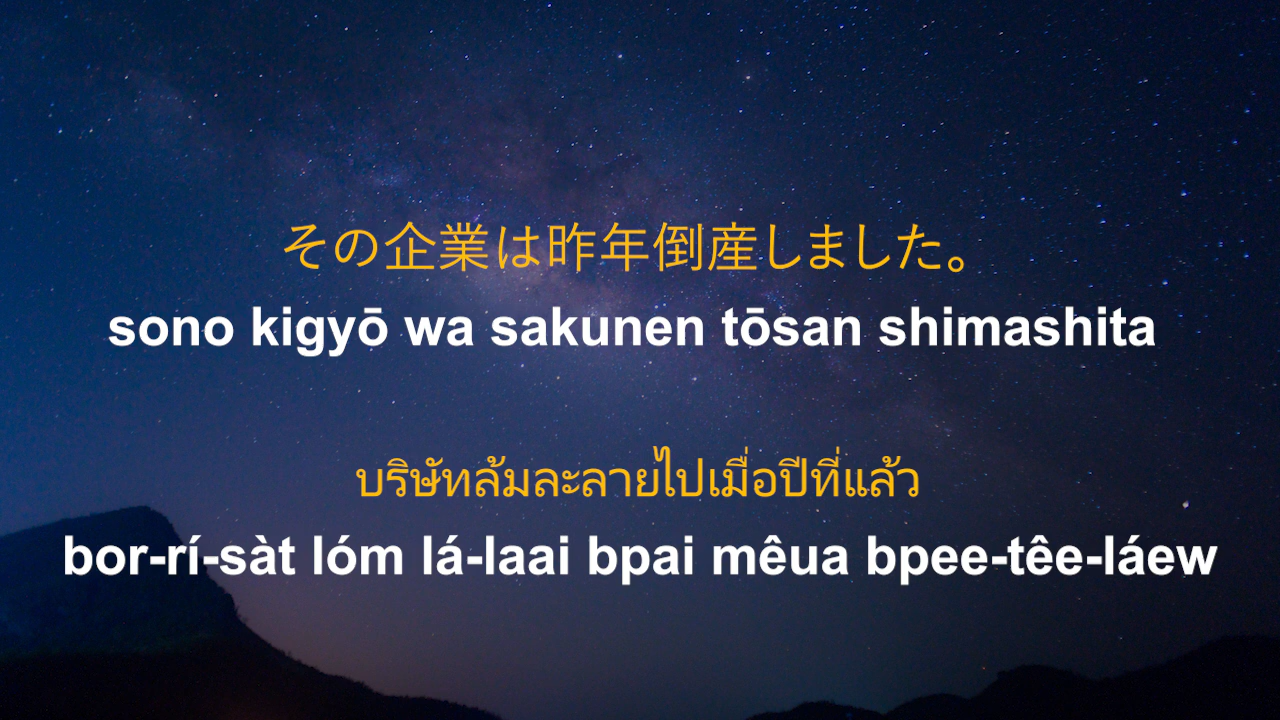 その企業は昨年倒産しました。
sono kigyō wa sakunen tōsan shimashita
บริษัทล้มละลายไปเมื่อปีที่แล้ว
bor-rí-sàt lóm lá-laai bpai mêua bpee-têe-láew